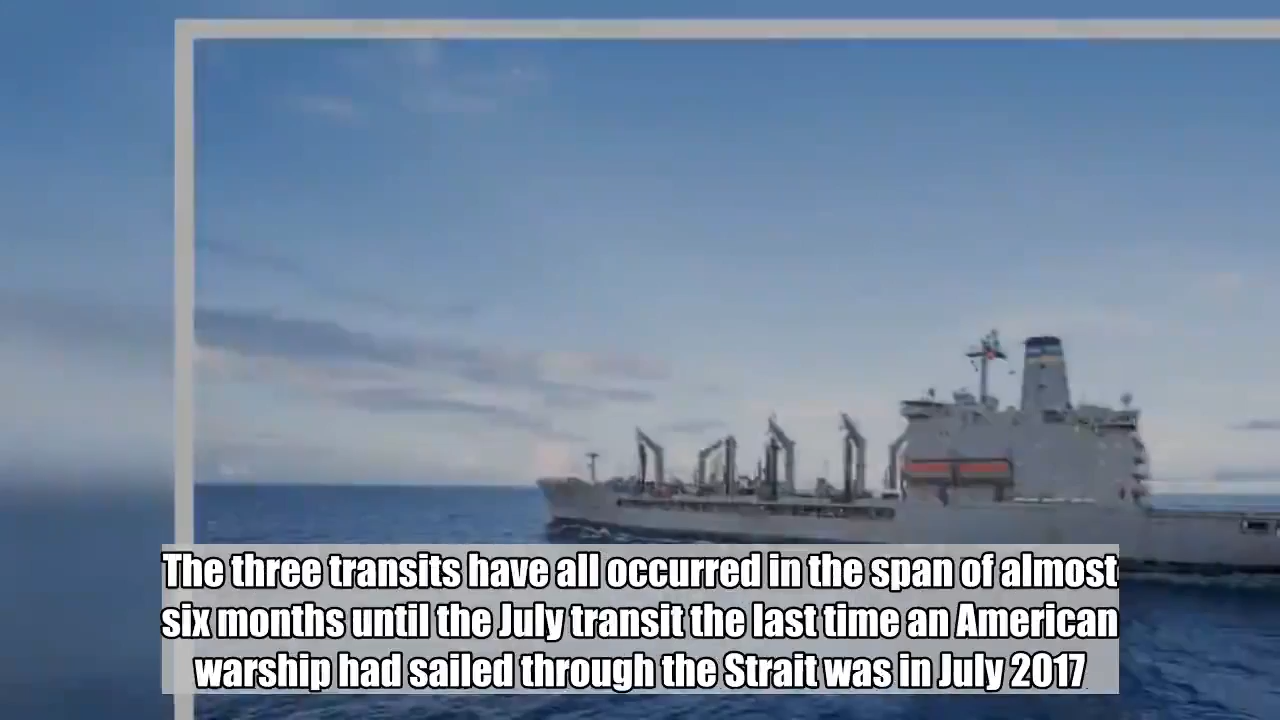 The three transits have all occurred in the span of almost
six months until the July transit the last time an American
warship had sailed through the Strait was in July 2017